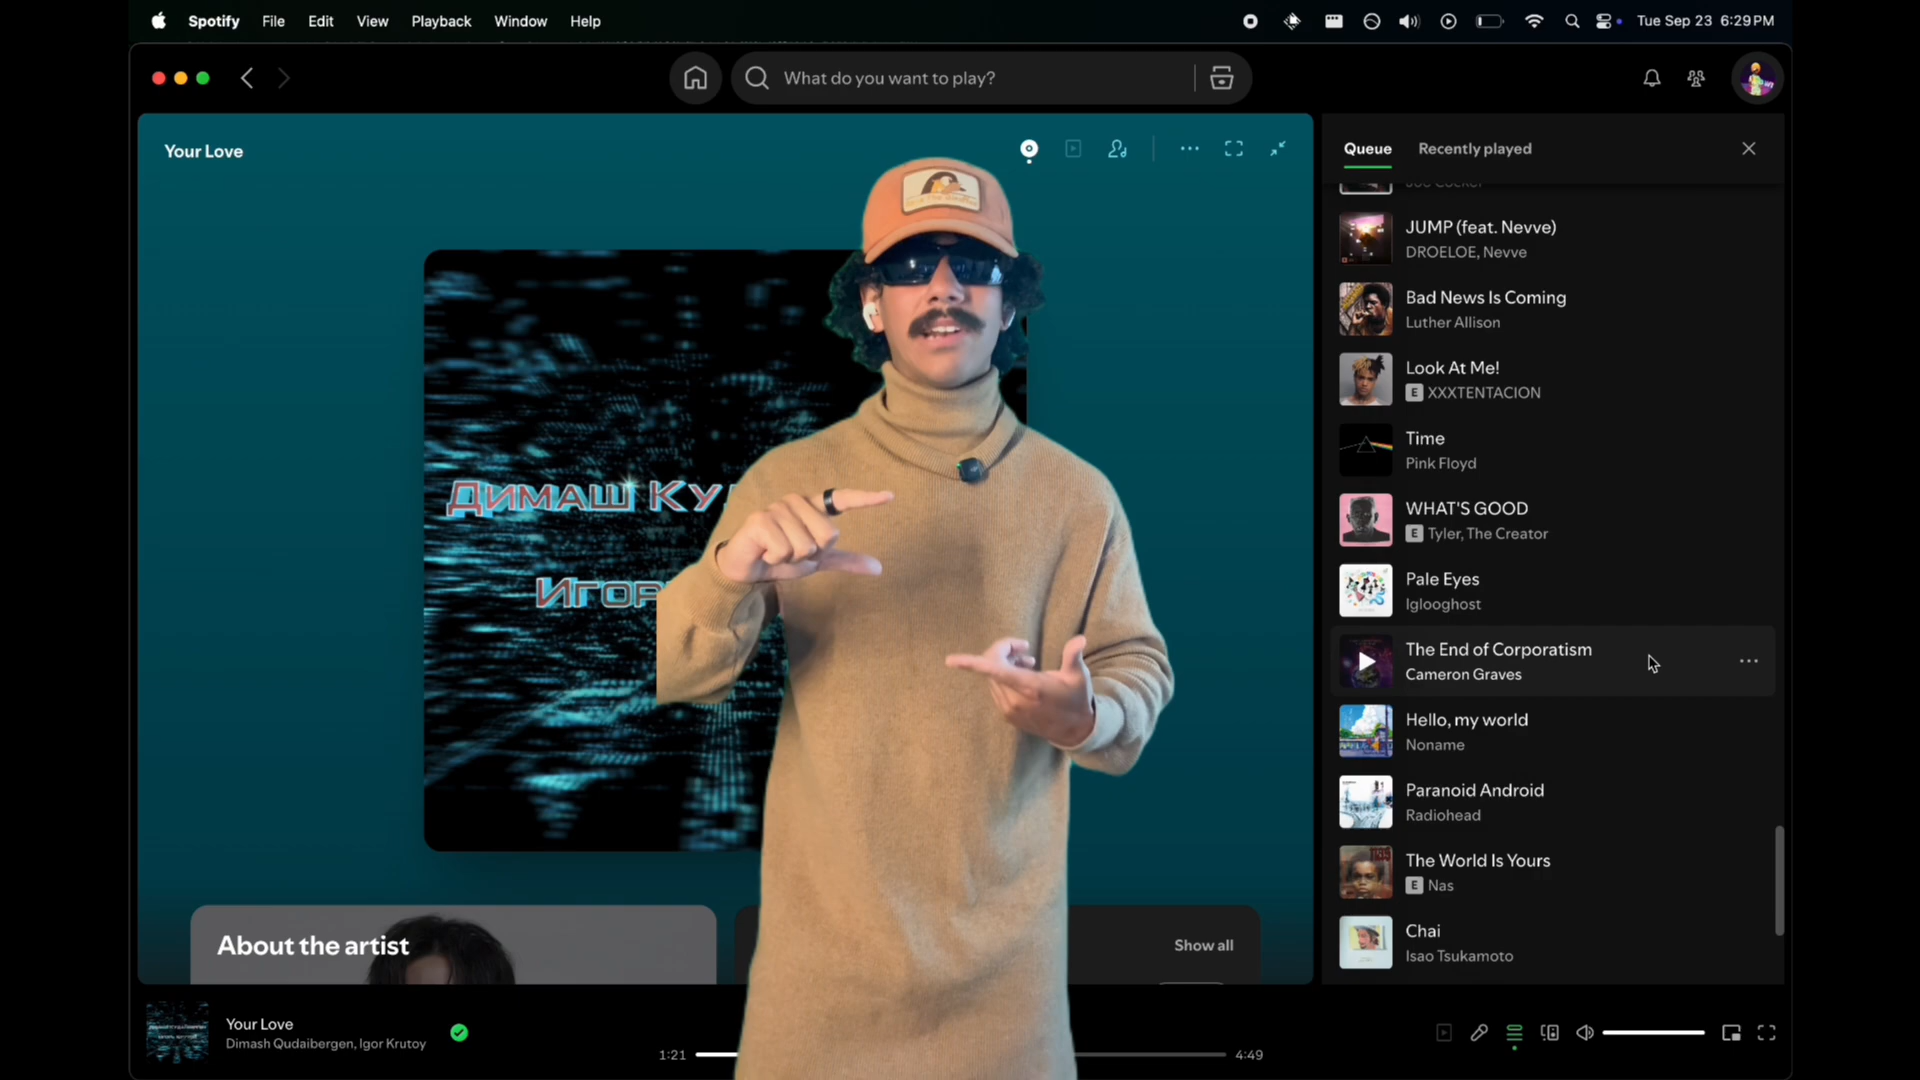 Spotify File Edit View Playback Window Help
Tue Sep 23 6:29 PM
What do you want to play?
Your Love
Димаш Ку
Игор
About the artist
Show all
Queue Recently played
Joe Cocker
JUMP (feat. Nevve)
DROELOE, Nevve
Bad News Is Coming
Luther Allison
Look At Me!
E XXXTENTACION
Time
Pink Floyd
WHAT'S GOOD
E Tyler, The Creator
Pale Eyes
Iglooghost
The End of Corporatism
Cameron Graves
Hello, my world
Noname
Paranoid Android
Radiohead
The World Is Yours
E Nas
Chai
Isao Tsukamoto
Your Love
Dimash Qudaibergen, Igor Krutoy
1:21
4:49